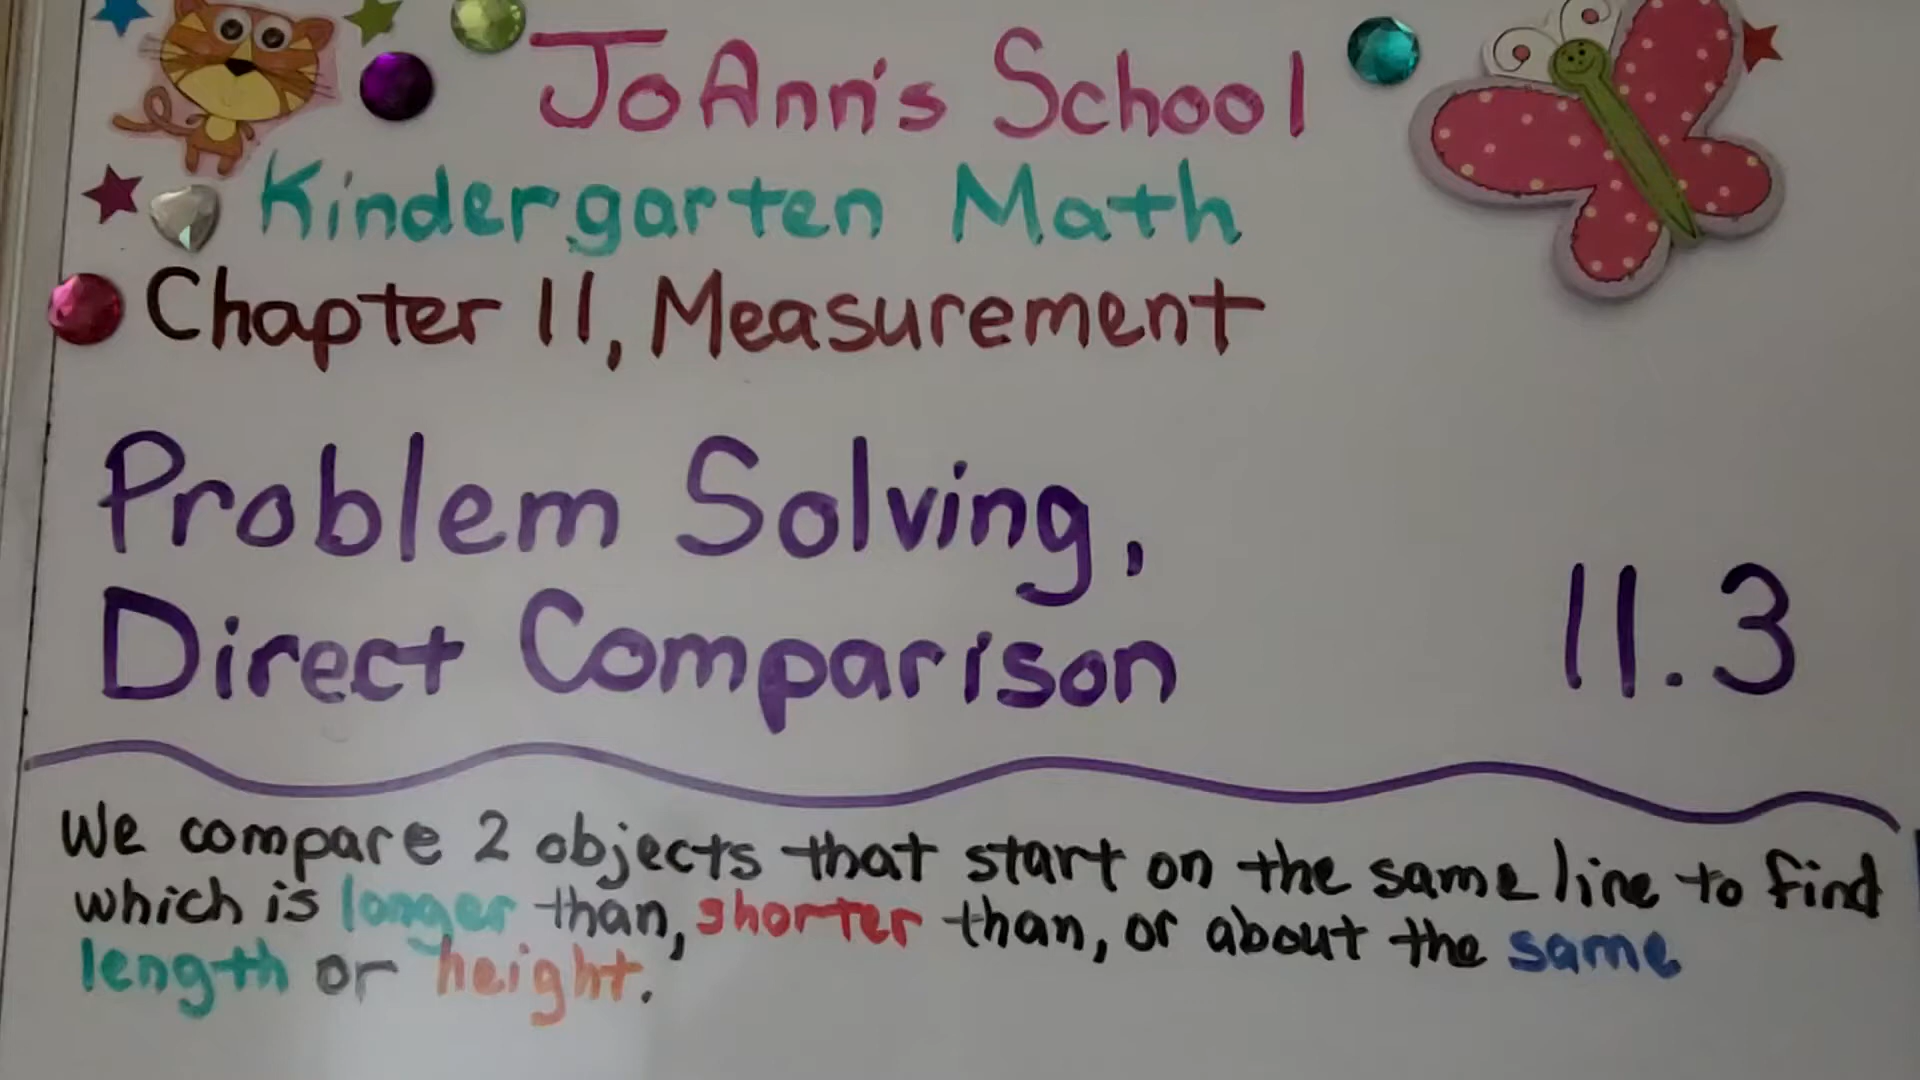 JoAnn's School
Kindergarten Math
Chapter 11, Measurement
Problem Solving,
Direct Comparison
11.3
We compare 2 objects that start on the same line to find
which is longer than, shorter than, or about the same
length or height.